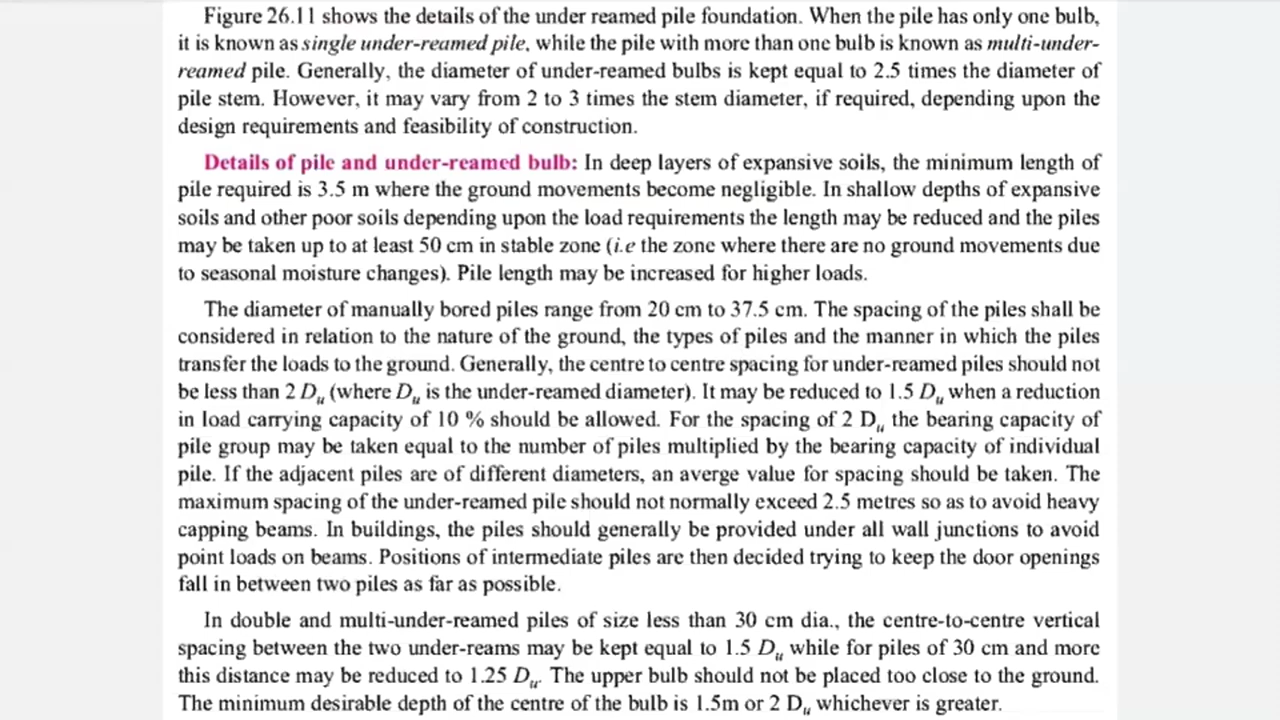 Figure 26.11 shows the details of the under reamed pile foundation. When the pile has only one bulb,
it is known as single under-reamed pile, while the pile with more than one bulb is known as multi-under-
reamed pile. Generally, the diameter of under-reamed bulbs is kept equal to 2.5 times the diameter of
pile stem. However, it may vary from 2 to 3 times the stem diameter, if required, depending upon the
design requirements and feasibility of construction.
Details of pile and under-reamed bulb: In deep layers of expansive soils, the minimum length of
pile required is 3.5 m where the ground movements become negligible. In shallow depths of expansive
soils and other poor soils depending upon the load requirements the length may be reduced and the piles
may be taken up to at least 50 cm in stable zone (i.e the zone where there are no ground movements due
to seasonal moisture changes). Pile length may be increased for higher loads.
The diameter of manually bored piles range from 20 cm to 37.5 cm. The spacing of the piles shall be
considered in relation to the nature of the ground, the types of piles and the manner in which the piles
transfer the loads to the ground. Generally, the centre to centre spacing for under-reamed piles should not
be less than 2 Du (where Du is the under-reamed diameter). It may be reduced to 1.5 Du when a reduction
in load carrying capacity of 10 % should be allowed. For the spacing of 2 Du the bearing capacity of
pile group may be taken equal to the number of piles multiplied by the bearing capacity of individual
pile. If the adjacent piles are of different diameters, an averge value for spacing should be taken. The
maximum spacing of the under-reamed pile should not normally exceed 2.5 metres so as to avoid heavy
capping beams. In buildings, the piles should generally be provided under all wall junctions to avoid
point loads on beams. Positions of intermediate piles are then decided trying to keep the door openings
fall in between two piles as far as possible.
In double and multi-under-reamed piles of size less than 30 cm dia., the centre-to-centre vertical
spacing between the two under-reams may be kept equal to 1.5 Du while for piles of 30 cm and more
this distance may be reduced to 1.25 Du. The upper bulb should not be placed too close to the ground.
The minimum desirable depth of the centre of the bulb is 1.5m or 2 Du whichever is greater.